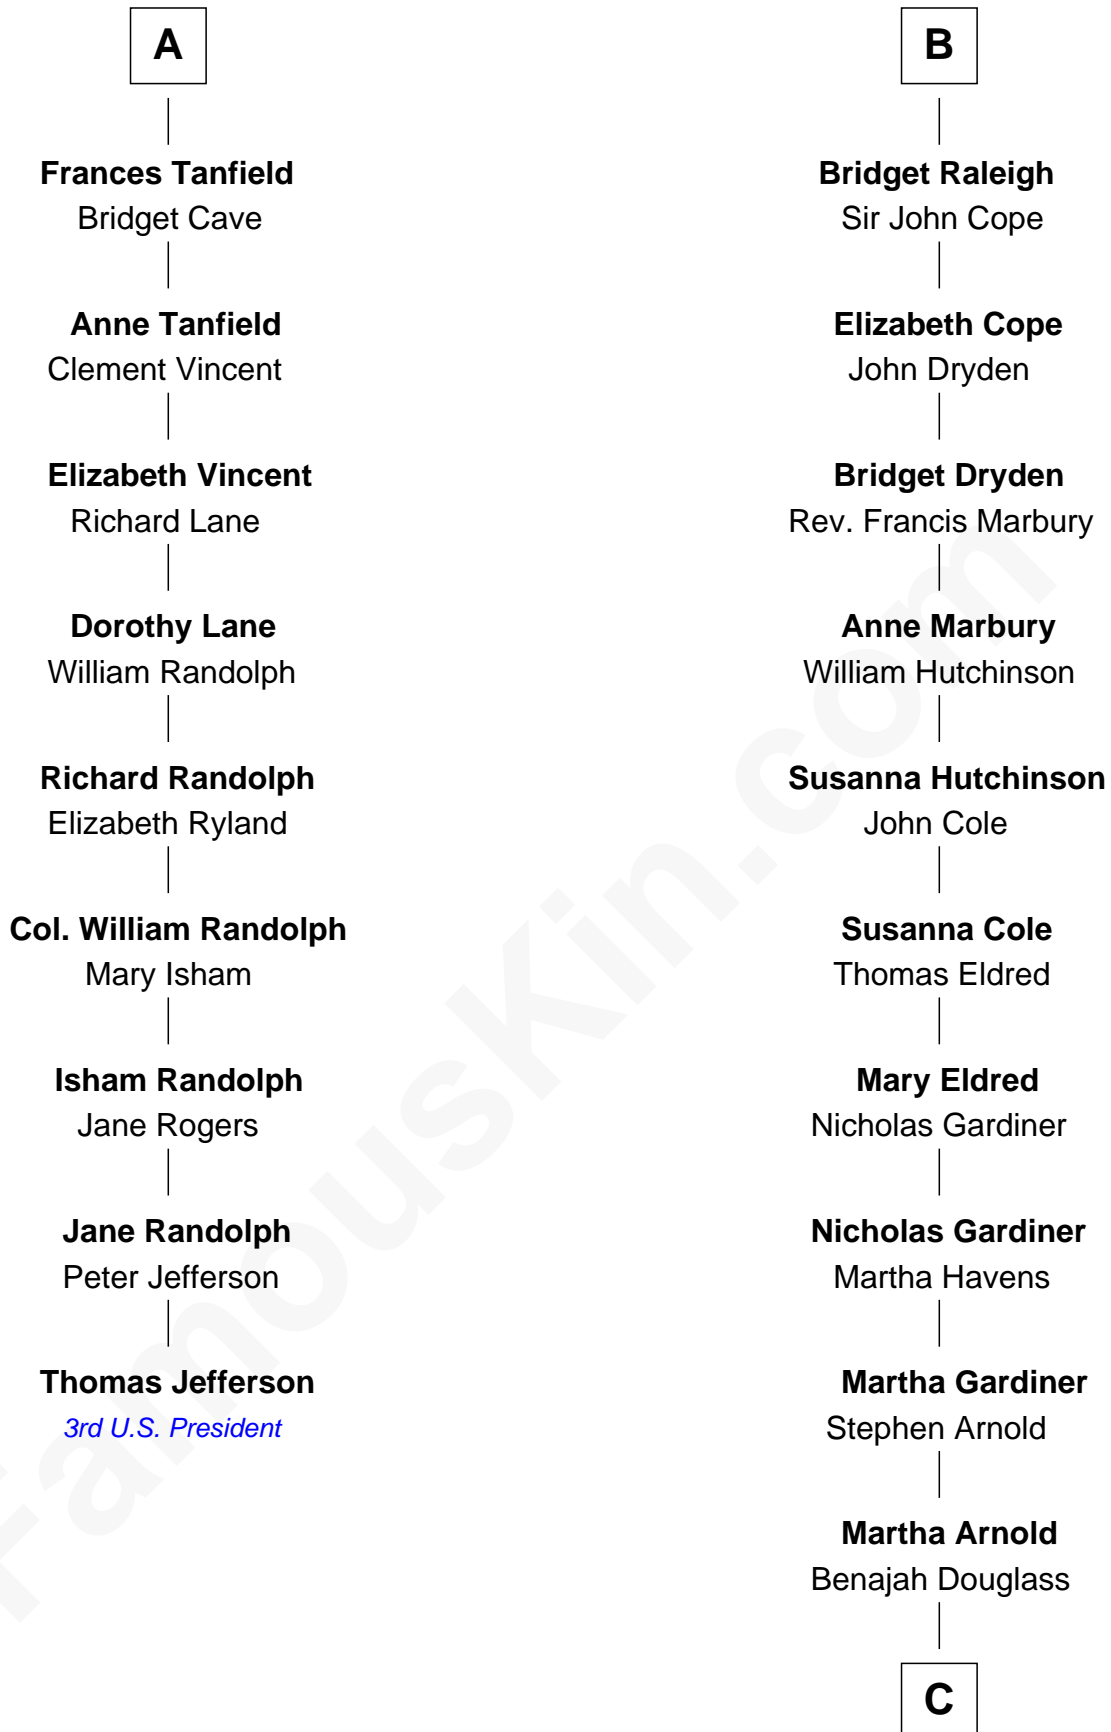 A
Frances Tanfield
Bridget Cave
Anne Tanfield
Clement Vincent
Elizabeth Vincent
Richard Lane
Dorothy Lane
William Randolph
Richard Randolph
Elizabeth Ryland
Col. William Randolph
Mary Isham
Isham Randolph
Jane Rogers
Jane Randolph
Peter Jefferson
Thomas Jefferson
3rd U.S. President
B
Bridget Raleigh
Sir John Cope
Elizabeth Cope
John Dryden
Bridget Dryden
Rev. Francis Marbury
Anne Marbury
William Hutchinson
Susanna Hutchinson
John Cole
Susanna Cole
Thomas Eldred
Mary Eldred
Nicholas Gardiner
Nicholas Gardiner
Martha Havens
Martha Gardiner
Stephen Arnold
Martha Arnold
Benajah Douglass
C
FamousKin.com